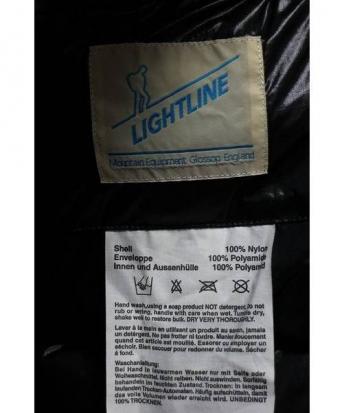 LIGHTLINE
Mountain Equipment Glossop England
Shell 100% Nylon
Enveloppe 100% Polyamide
Innen und Aussenhülle 100% Polyamid
Hand wash, using a soap product NOT detergent, do not
rub or wring, handle with care when wet. Tumble dry,
shake well to restore bulk. DRY VERY THOROUGHLY.
Laver à la main en utilisant un produit au savon, jamais
un détergent. Ne pas frotter ni tordre. Manier doucement
quand cet article est mouillé. Essorer en
séchoir. Bien secouer pour redonner du volume. Sécher
à fond.
Waschanleitung:
Bei Hand in lauwarmen Wasser nur mit Seife oder
Wollwaschmittel. Nicht reiben. Nicht auswinden. Sorfältig
behandeln im feuchten Zustand. Trocknen in langsam
laufenden Trocken-Automaten. Häufig aufschütteln, damit
das volle Volumen wieder erreicht wird. Unbedingt
100% TROCKNEN.